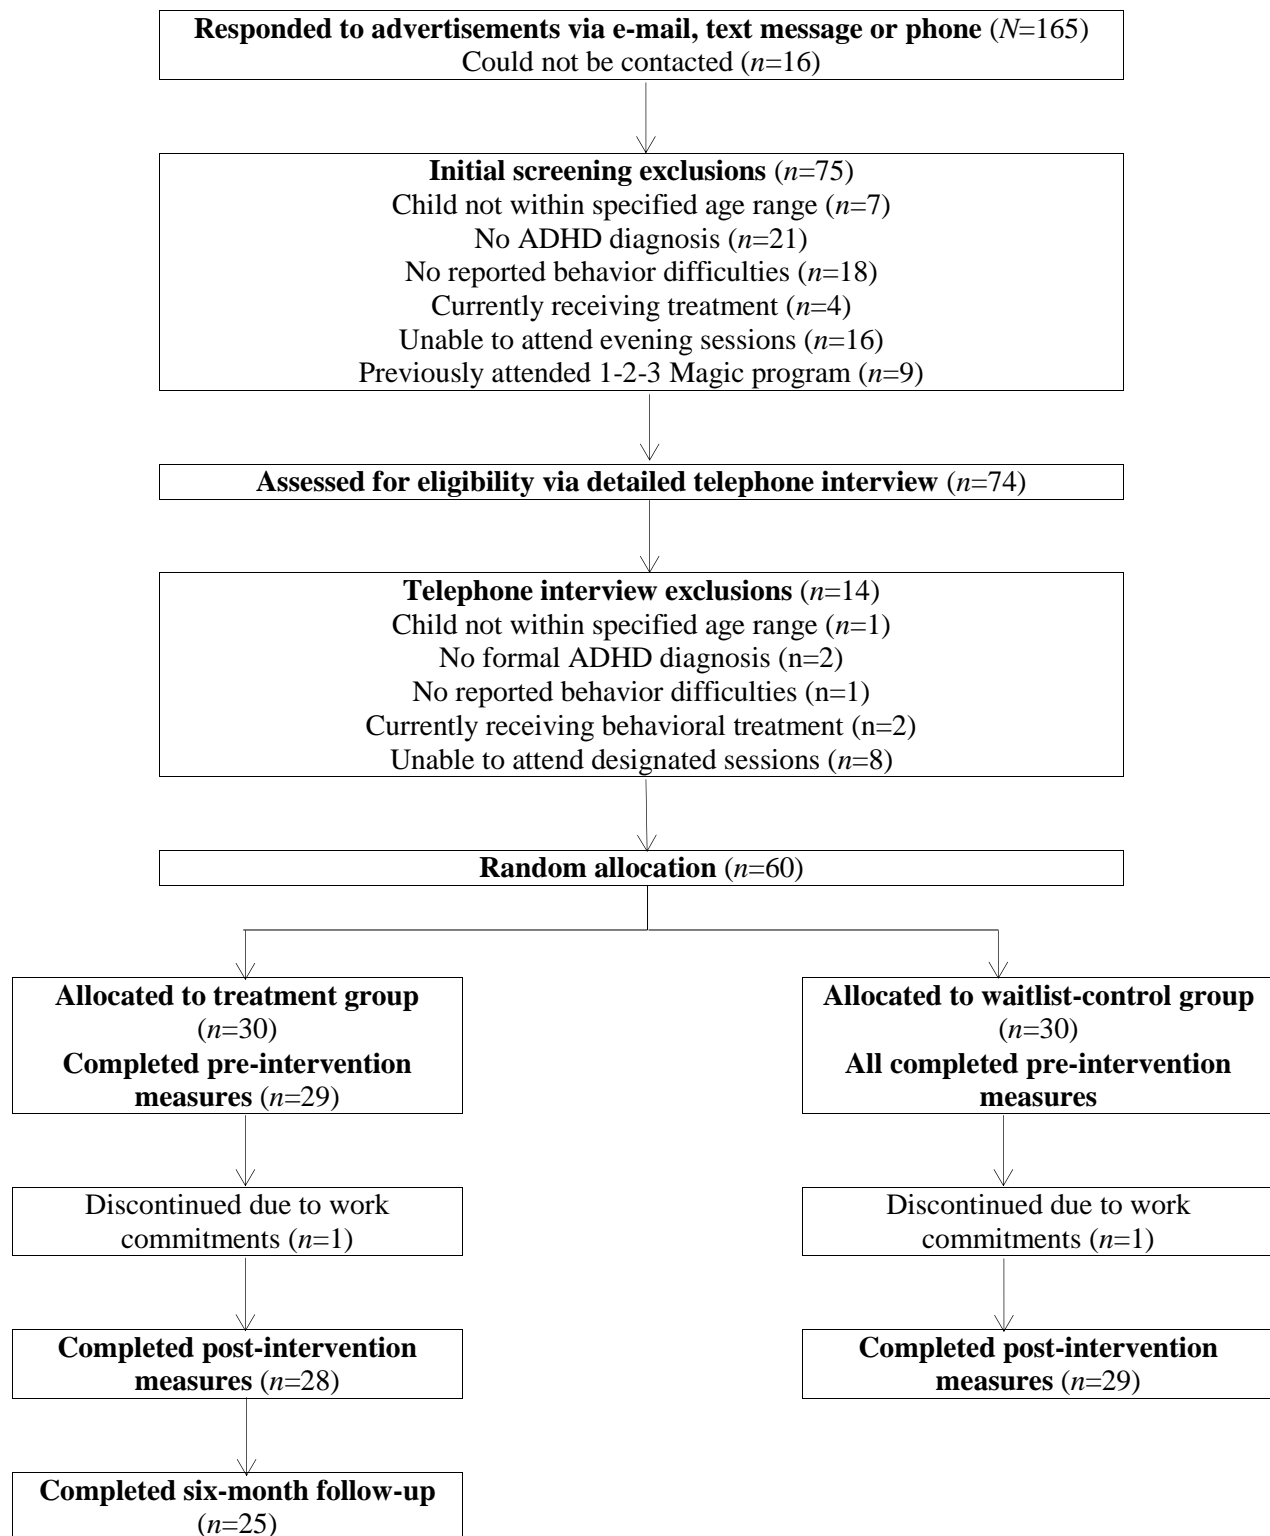 Responded to advertisements via e-mail, text message or phone (N=165)
Could not be contacted (n=16)
Initial screening exclusions (n=75)
Child not within specified age range (n=7)
No ADHD diagnosis (n=21)
No reported behavior difficulties (n=18)
Currently receiving treatment (n=4)
Unable to attend evening sessions (n=16)
Previously attended 1-2-3 Magic program (n=9)
Assessed for eligibility via detailed telephone interview (n=74)
Telephone interview exclusions (n=14)
Child not within specified age range (n=1)
No formal ADHD diagnosis (n=2)
No reported behavior difficulties (n=1)
Currently receiving behavioral treatment (n=2)
Unable to attend designated sessions (n=8)
Random allocation (n=60)
Allocated to treatment group
(n=30)
Completed pre-intervention
measures (n=29)
Allocated to waitlist-control group
(n=30)
All completed pre-intervention
measures
Discontinued due to work
commitments (n=1)
Discontinued due to work
commitments (n=1)
Completed post-intervention
measures (n=28)
Completed post-intervention
measures (n=29)
Completed six-month follow-up
(n=25)